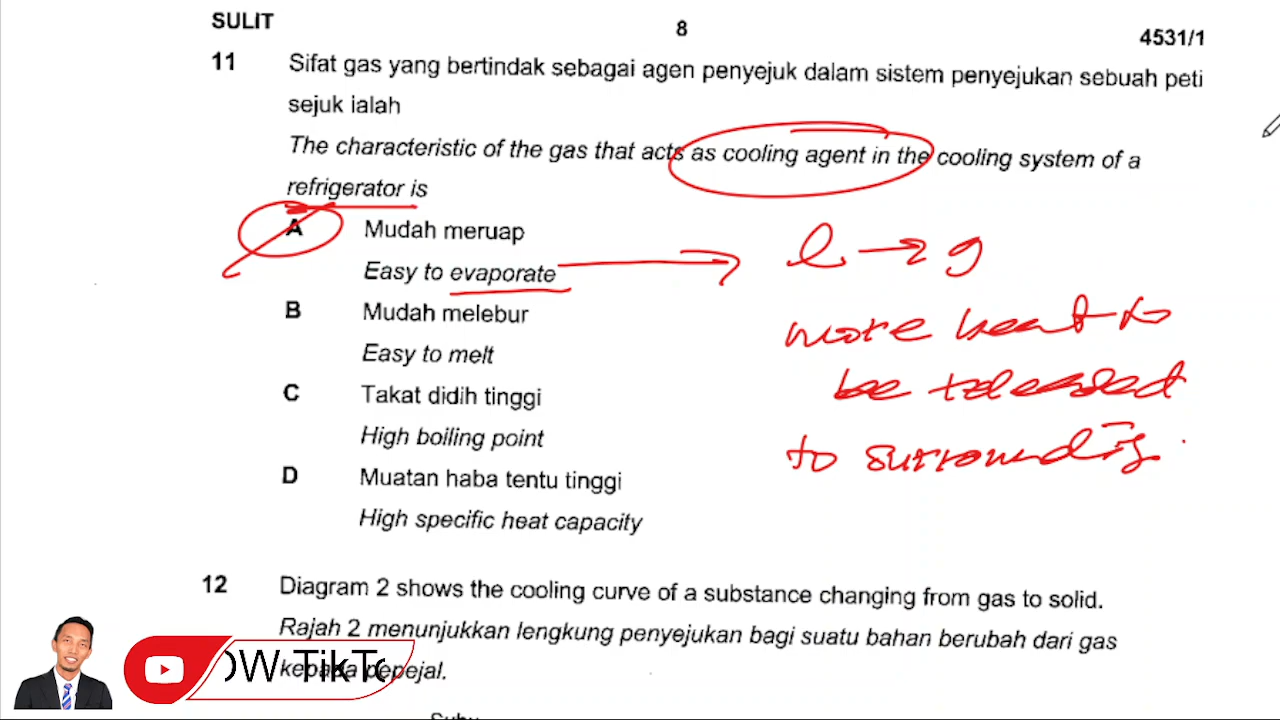 SULIT
8
4531/1
11 Sifat gas yang bertindak sebagai agen penyejuk dalam sistem penyejukan sebuah peti
sejuk ialah
The characteristic of the gas that acts as cooling agent in the cooling system of a
refrigerator is
A Mudah meruap
Easy to evaporate
B Mudah melebur
Easy to melt
C Takat didih tinggi
High boiling point
D Muatan haba tentu tinggi
High specific heat capacity
l → g
more heat to
be released
to surrounding
12 Diagram 2 shows the cooling curve of a substance changing from gas to solid.
Rajah 2 menunjukkan lengkung penyejukan bagi suatu bahan berubah dari gas
kepada pepejal.
OW TikTo